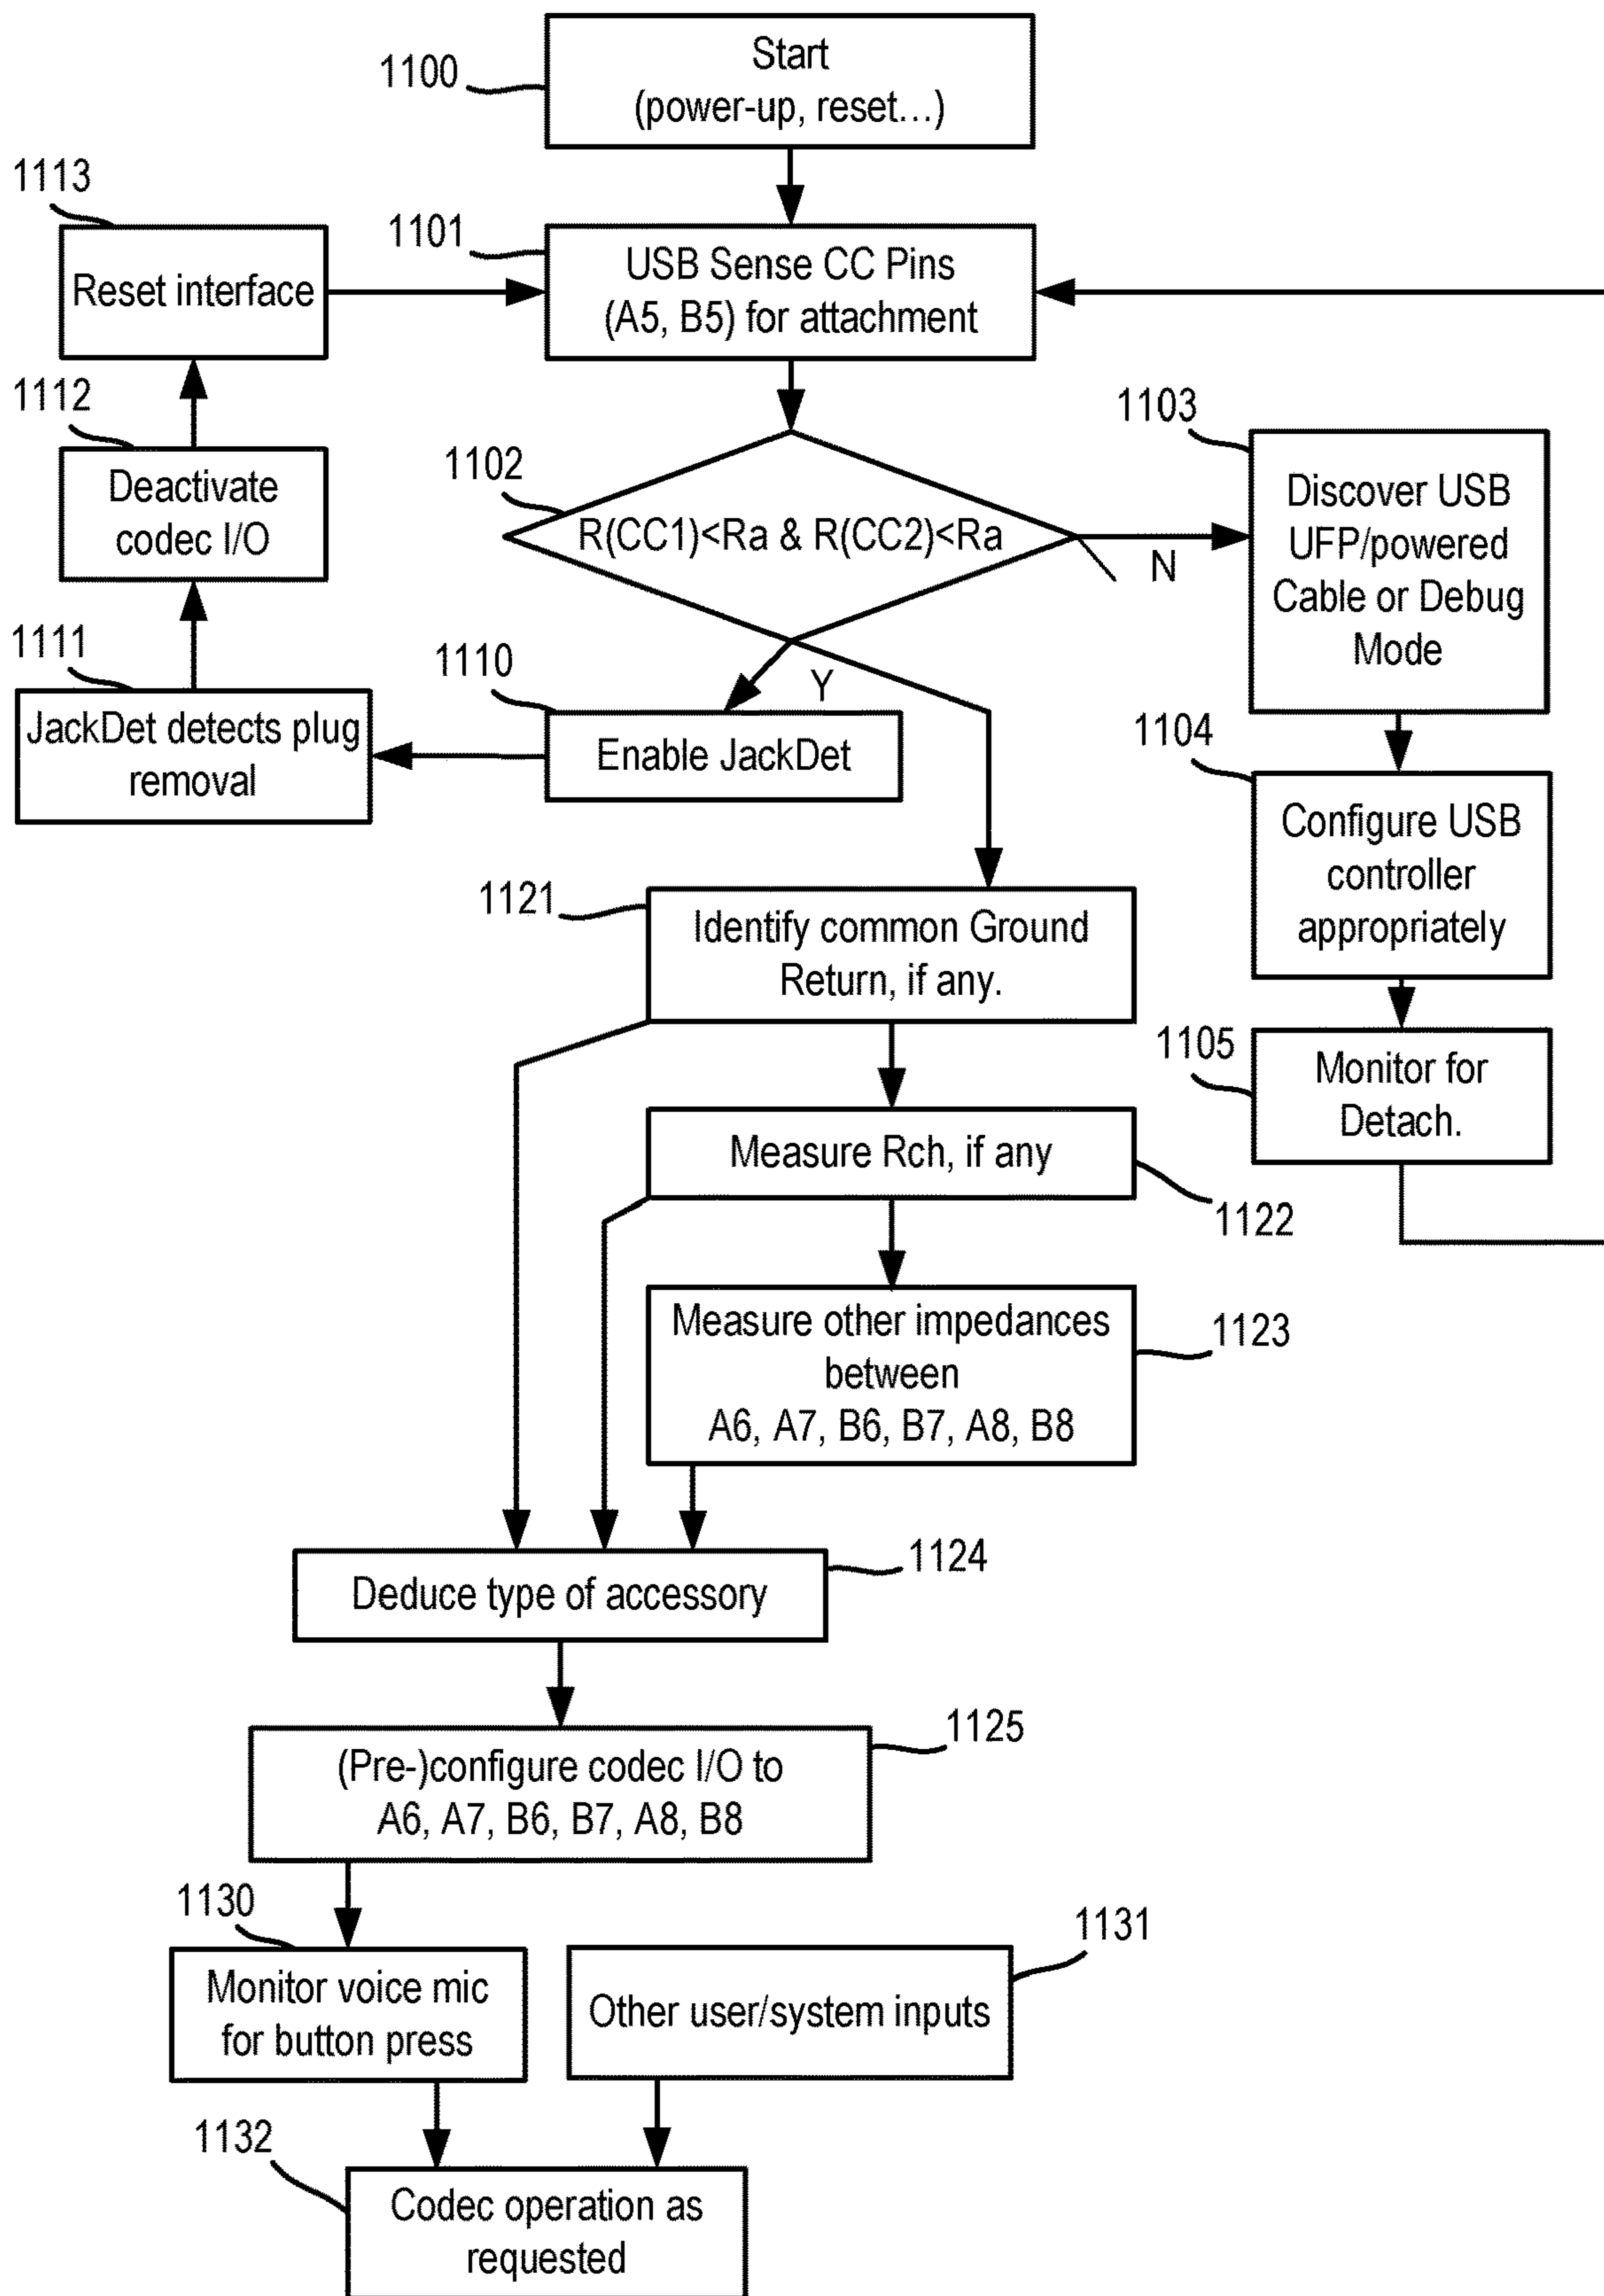 1100
Start
(power-up, reset...)
1113
Reset interface
1101
USB Sense CC Pins
(A5, B5) for attachment
1112
Deactivate
codec I/O
1102
R(CC1)<Ra & R(CC2)<Ra
N
Y
1103
Discover USB
UFP/powered
Cable or Debug
Mode
1111
JackDet detects plug
removal
1110
Enable JackDet
1104
Configure USB
controller
appropriately
1121
Identify common Ground
Return, if any.
1105
Monitor for
Detach.
Measure Rch, if any
1122
Measure other impedances
between
A6, A7, B6, B7, A8, B8
1123
Deduce type of accessory
1124
(Pre-)configure codec I/O to
A6, A7, B6, B7, A8, B8
1125
1130
Monitor voice mic
for button press
1131
Other user/system inputs
1132
Codec operation as
requested